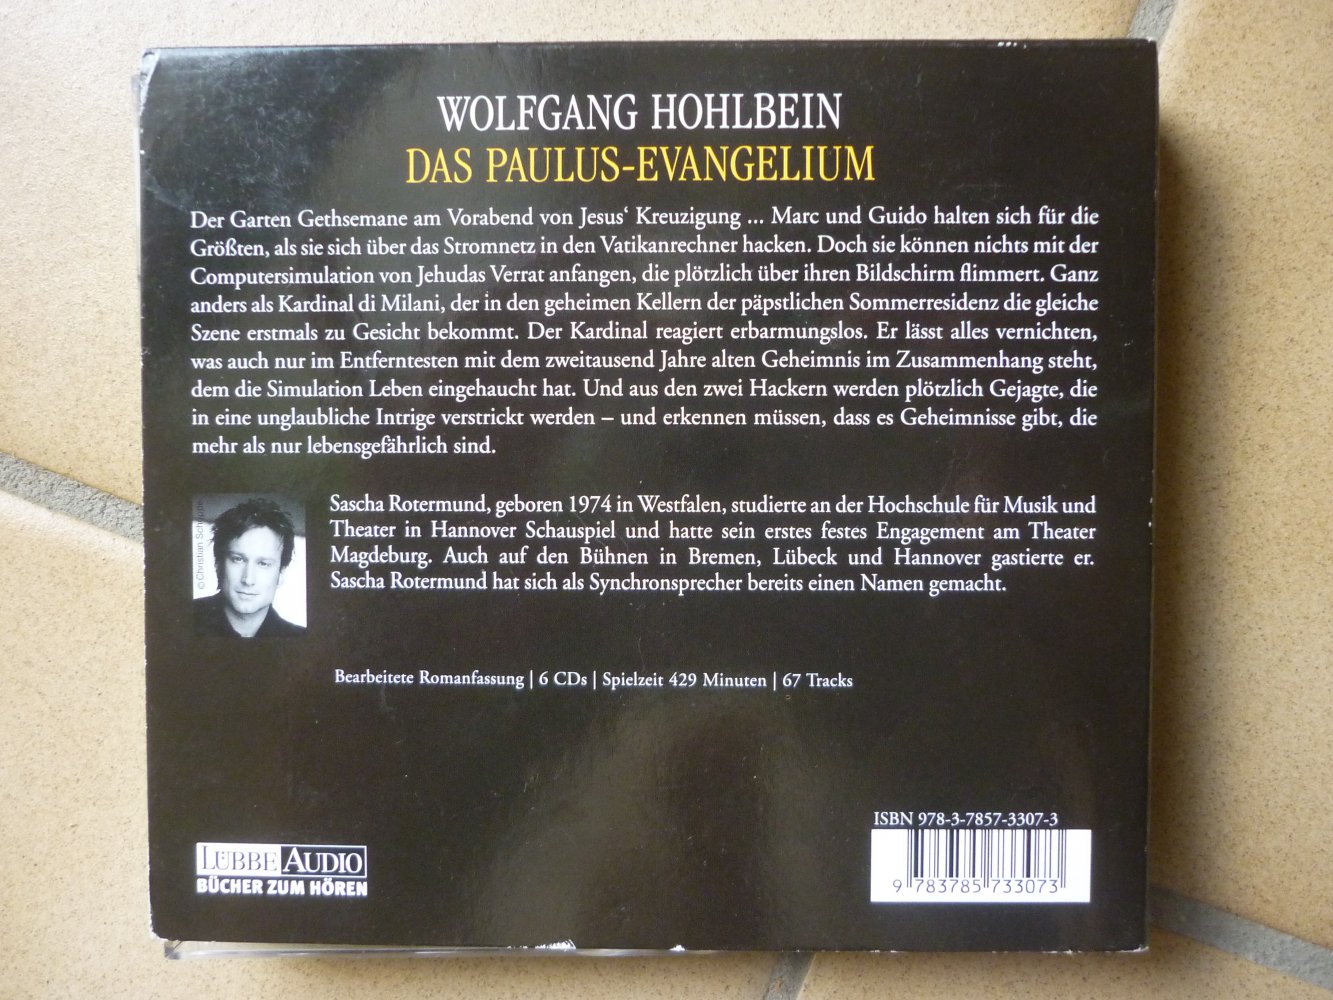 WOLFGANG HOHLBEIN
DAS PAULUS-EVANGELIUM
Der Garten Gethsemane am Vorabend von Jesus‘ Kreuzigung ... Marc und Guido halten sich für die
Größten, als sie sich über das Stromnetz in den Vatikanrechner hacken. Doch sie können nichts mit der
Computersimulation von Jehudas Verrat anfangen, die plötzlich über ihren Bildschirm flimmert. Ganz
anders als Kardinal di Milani, der in den geheimen Kellern der päpstlichen Sommerresidenz die gleiche
Szene erstmals zu Gesicht bekommt. Der Kardinal reagiert erbarmungslos. Er lässt alles vernichten,
was auch nur im Entferntesten mit dem zweitausend Jahre alten Geheimnis im Zusammenhang steht,
dem die Simulation Leben eingehaucht hat. Und aus den zwei Hackern werden plötzlich Gejagte, die
in eine unglaubliche Intrige verstrickt werden – und erkennen müssen, dass es Geheimnisse gibt, die
mehr als nur lebensgefährlich sind.
© Christian
Sascha Rotermund, geboren 1974 in Westfalen, studierte an der Hochschule für Musik und
Theater in Hannover Schauspiel und hatte sein erstes festes Engagement am Theater
Magdeburg. Auch auf den Bühnen in Bremen, Lübeck und Hannover gastierte er.
Sascha Rotermund hat sich als Synchronsprecher bereits einen Namen gemacht.
Bearbeitete Romanfassung | 6 CDs | Spielzeit 429 Minuten | 67 Tracks
ISBN 978-3-7857-3307-3
9 783785 733073
LÜBBE AUDIO
BÜCHER ZUM HÖREN